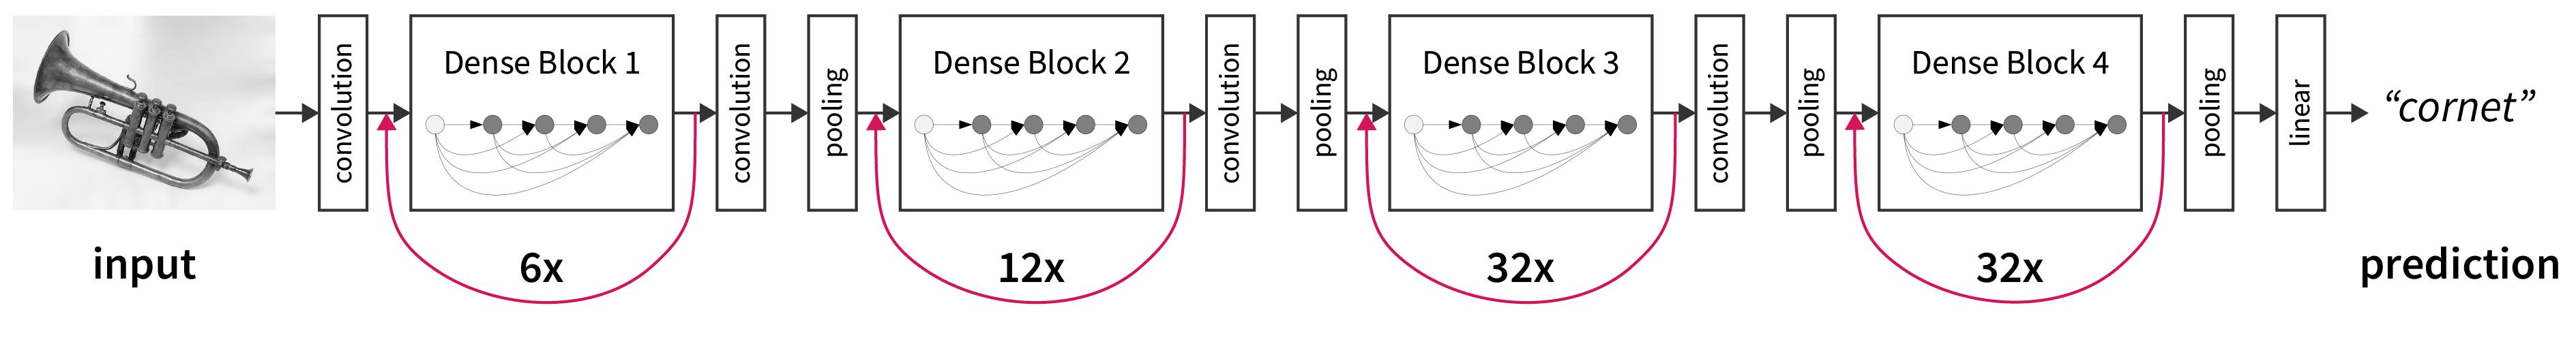 convolution
Dense Block 1
convolution
pooling
Dense Block 2
convolution
pooling
Dense Block 3
convolution
pooling
Dense Block 4
pooling
linear
“cornet”
input
6x
12x
32x
32x
prediction